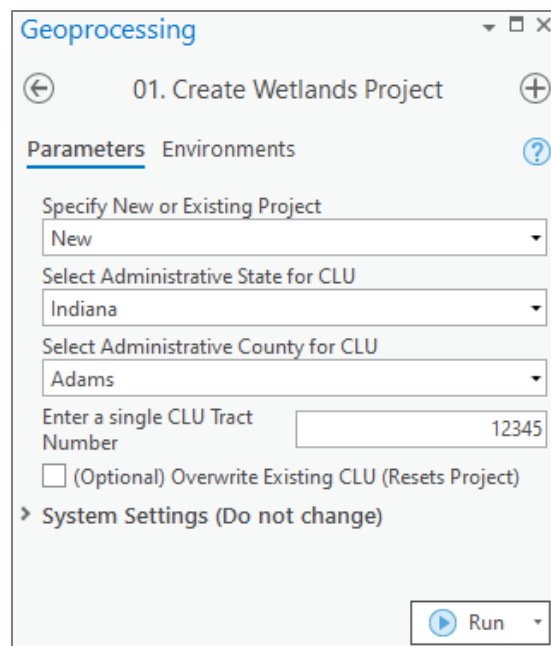 Geoprocessing
01. Create Wetlands Project
Parameters Environments
Specify New or Existing Project
New
Select Administrative State for CLU
Indiana
Select Administrative County for CLU
Adams
Enter a single CLU Tract
Number
12345
(Optional) Overwrite Existing CLU (Resets Project)
System Settings (Do not change)
Run